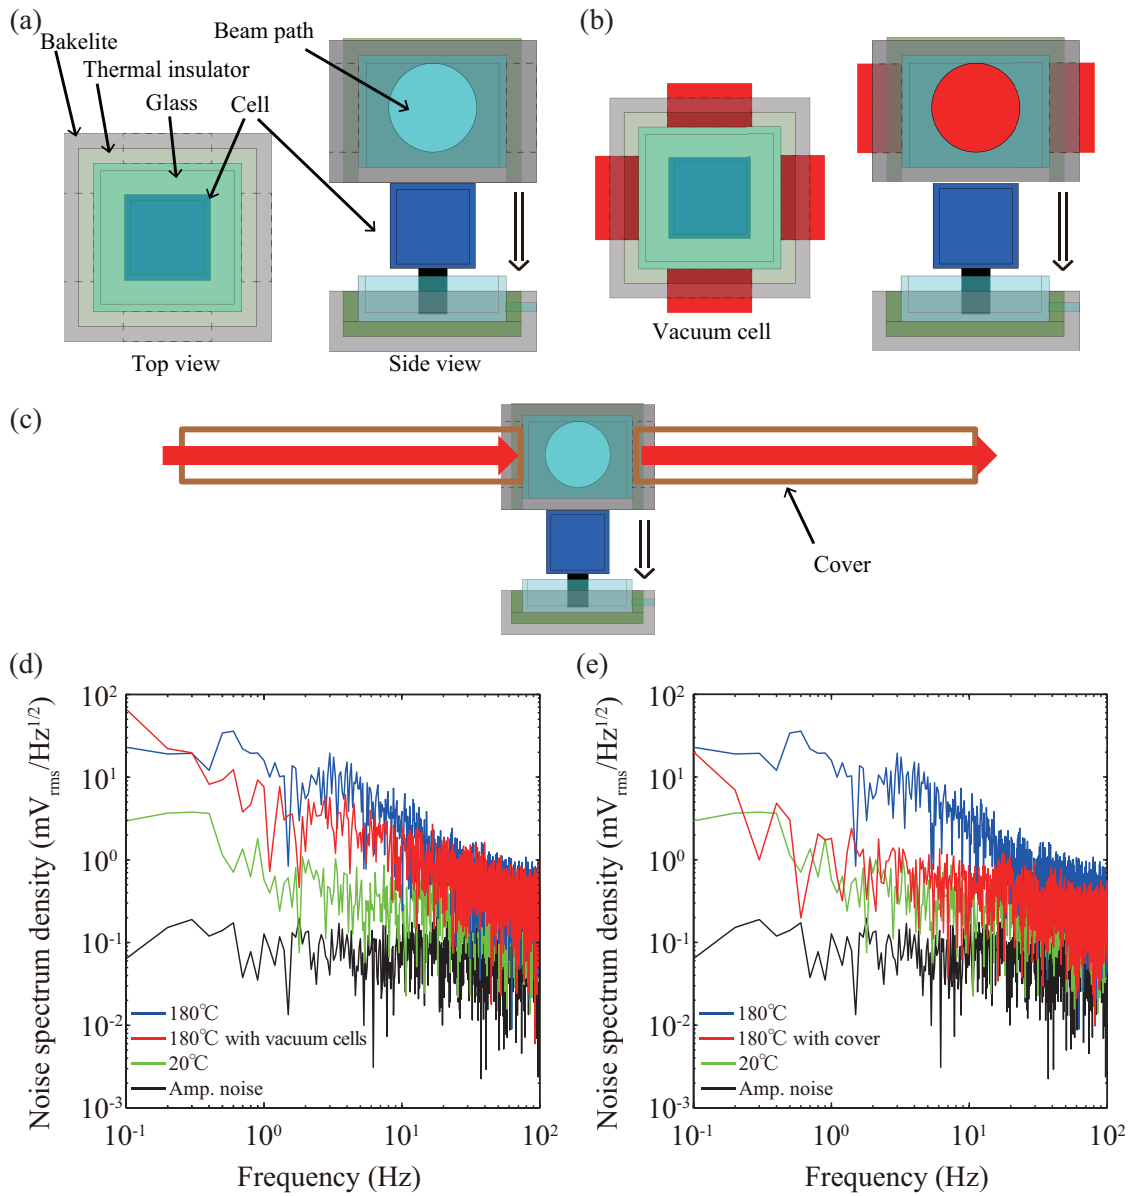 (a)
Bakelite
Thermal insulator
Glass
Cell
Beam path
Top view
Side view
(b)
Vacuum cell
(c)
Cover
(d)
Noise spectrum density (mVrms/Hz1/2)
10²
10¹
10⁰
10⁻¹
10⁻²
10⁻³
180℃
180℃ with vacuum cells
20℃
Amp. noise
10⁻¹ 10⁰ 10¹ 10²
Frequency (Hz)
(e)
Noise spectrum density (mVrms/Hz1/2)
10²
10¹
10⁰
10⁻¹
10⁻²
10⁻³
180℃
180℃ with cover
20℃
Amp. noise
10⁻¹ 10⁰ 10¹ 10²
Frequency (Hz)